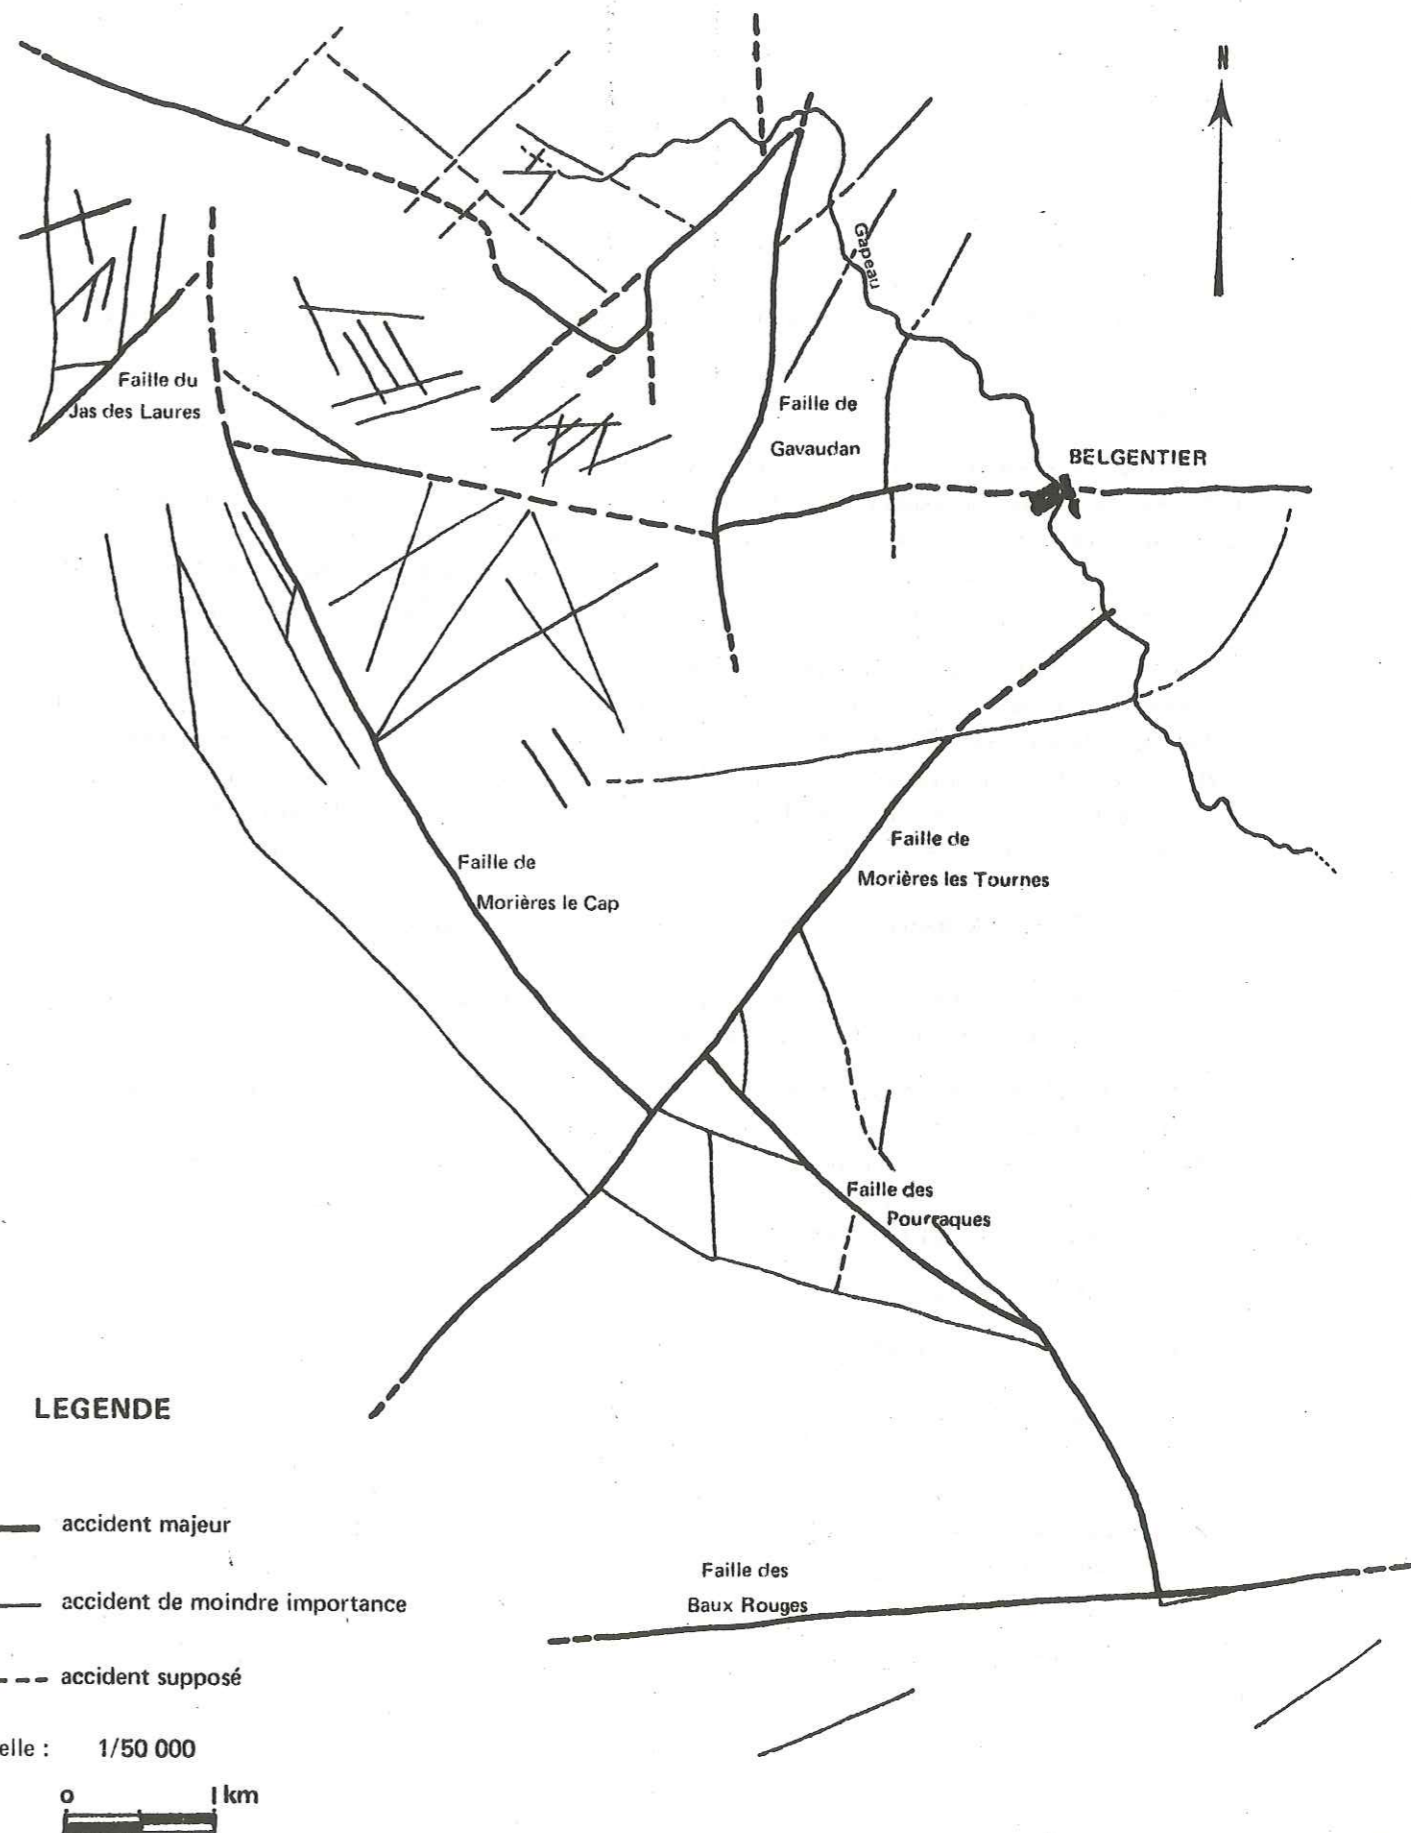 N
Gapeau
Faille du
Jas des Laures
Faille de
Gavaudan
BELGENTIER
Faille de
Morières les Tournes
Faille de
Morières le Cap
Faille des
Pourraques
LEGENDE
accident majeur
accident de moindre importance
accident supposé
elle : 1/50 000
o 1 km
Faille des
Baux Rouges